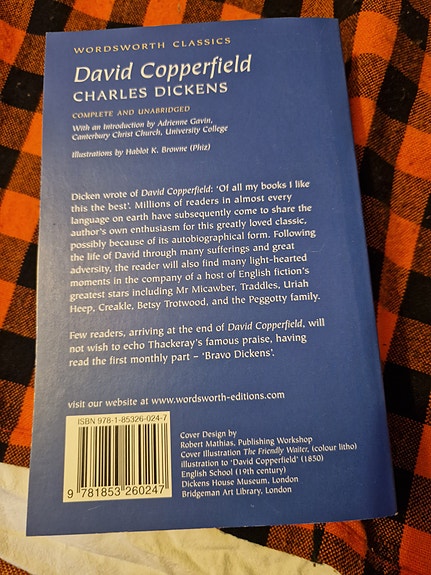 WORDSWORTH CLASSICS
David Copperfield
CHARLES DICKENS
COMPLETE AND UNABRIDGED
With an Introduction by Adrienne Gavin,
Canterbury Christ Church, University College
Illustrations by Hablot K. Browne (Phiz)
Dicken wrote of David Copperfield: 'Of all my books I like
this the best'. Millions of readers in almost every
language on earth have subsequently come to share the
author's own enthusiasm for this greatly loved classic,
possibly because of its autobiographical form. Following
the life of David through many sufferings and great
adversity, the reader will also find many light-hearted
moments in the company of a host of English fiction's
greatest stars including Mr Micawber, Traddles, Uriah
Heep, Creakle, Betsy Trotwood, and the Peggotty family.
Few readers, arriving at the end of David Copperfield, will
not wish to echo Thackeray's famous praise, having
read the first monthly part – 'Bravo Dickens'.
visit our website at www.wordsworth-editions.com
ISBN 978-1-85326-024-7
9 781853 260247
Cover Design by
Robert Mathias, Publishing Workshop
Cover Illustration The Friendly Waiter, (colour litho)
illustration to 'David Copperfield' (1850)
English School (19th century)
Dickens House Museum, London
Bridgeman Art Library, London